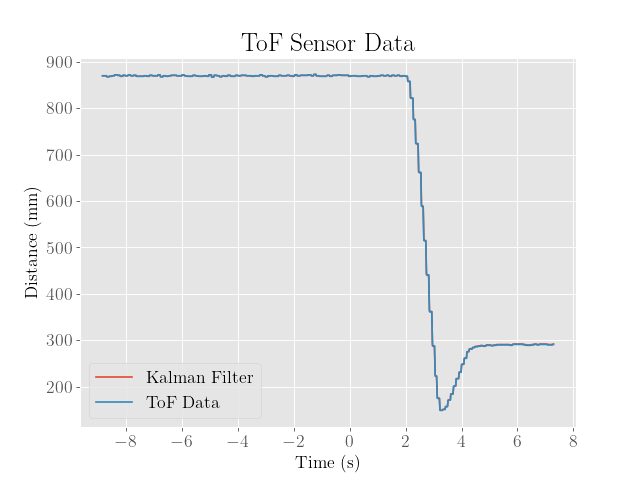 ToF Sensor Data
Distance (mm)
900
800
700
600
500
400
300
200
Kalman Filter
ToF Data
−8 −6 −4 −2 0 2 4 6 8
Time (s)